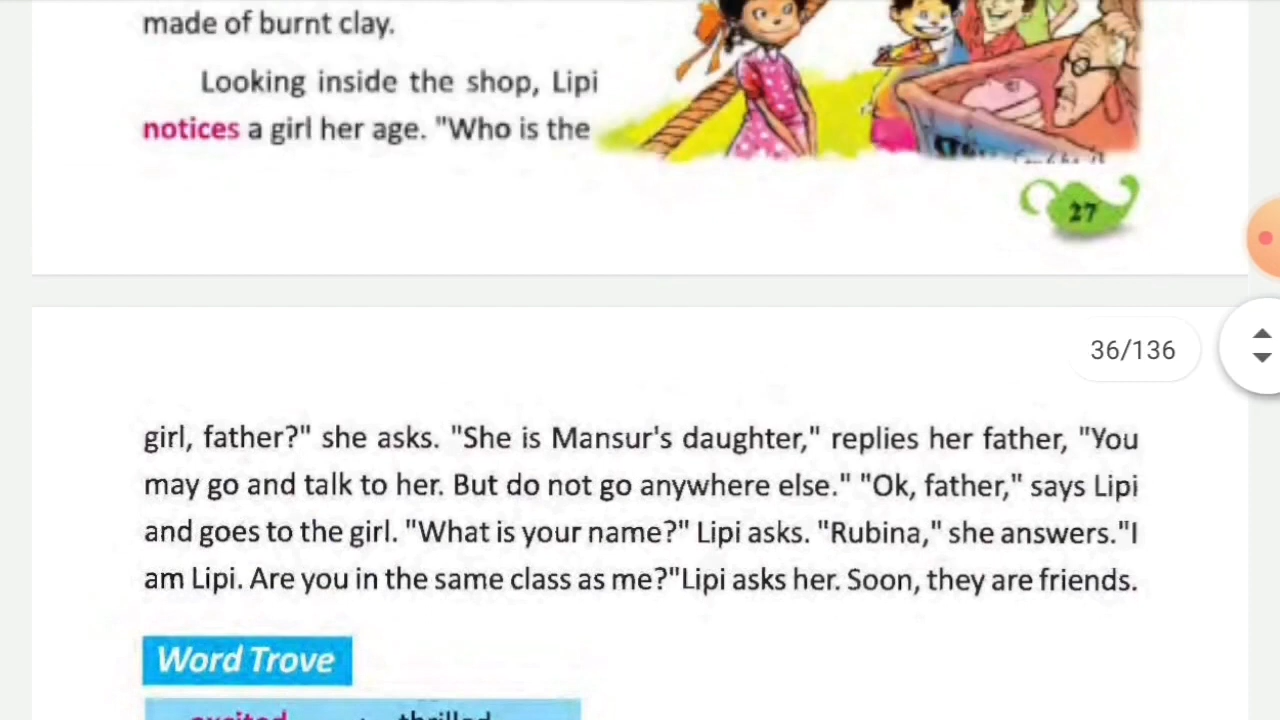 made of burnt clay.
Looking inside the shop, Lipi
notices a girl her age. "Who is the
27
36/136
girl, father?" she asks. "She is Mansur's daughter," replies her father, "You
may go and talk to her. But do not go anywhere else." "Ok, father," says Lipi
and goes to the girl. "What is your name?" Lipi asks. "Rubina," she answers."I
am Lipi. Are you in the same class as me?"Lipi asks her. Soon, they are friends.
Word Trove
excited : thrilled